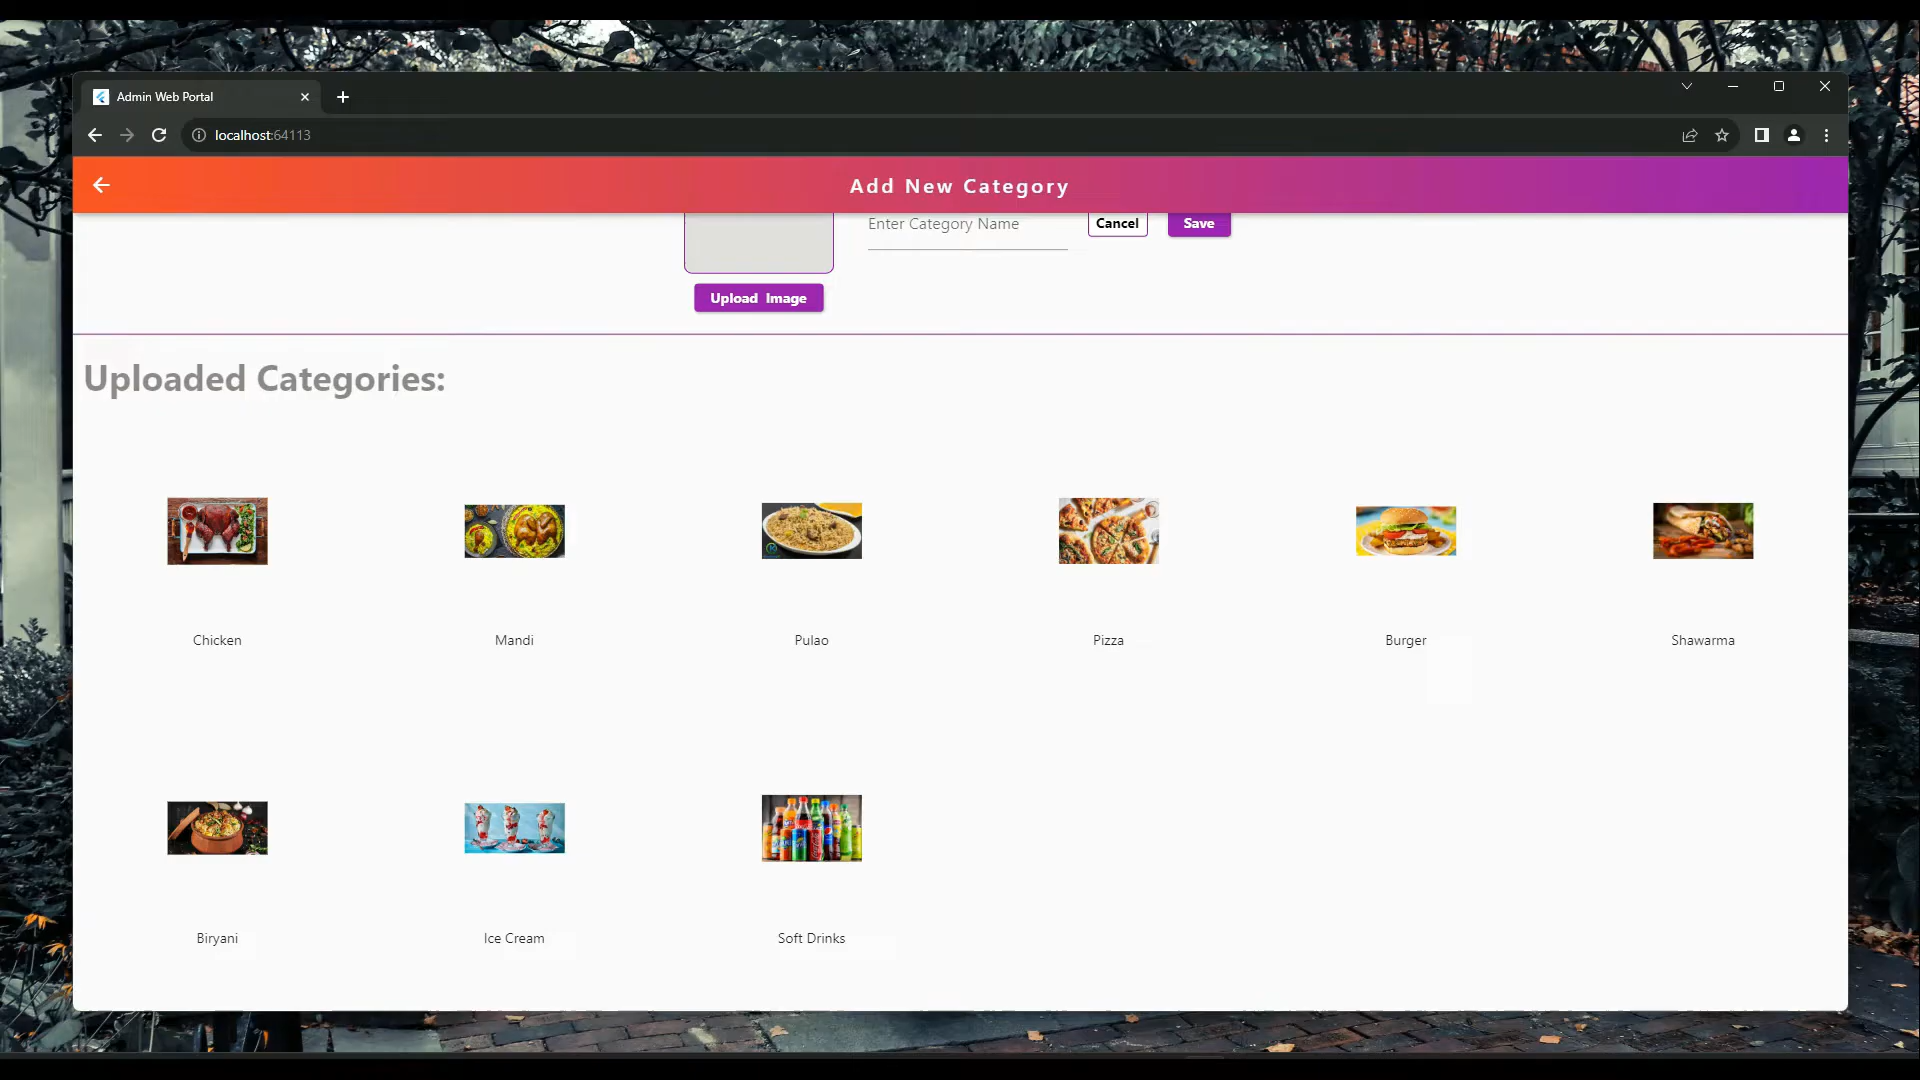 Admin Web Portal
localhost:64113
Add New Category
Enter Category Name
Cancel
Save
Upload Image
Uploaded Categories:
Chicken
Mandi
Pulao
Pizza
Burger
Shawarma
Biryani
Ice Cream
Soft Drinks